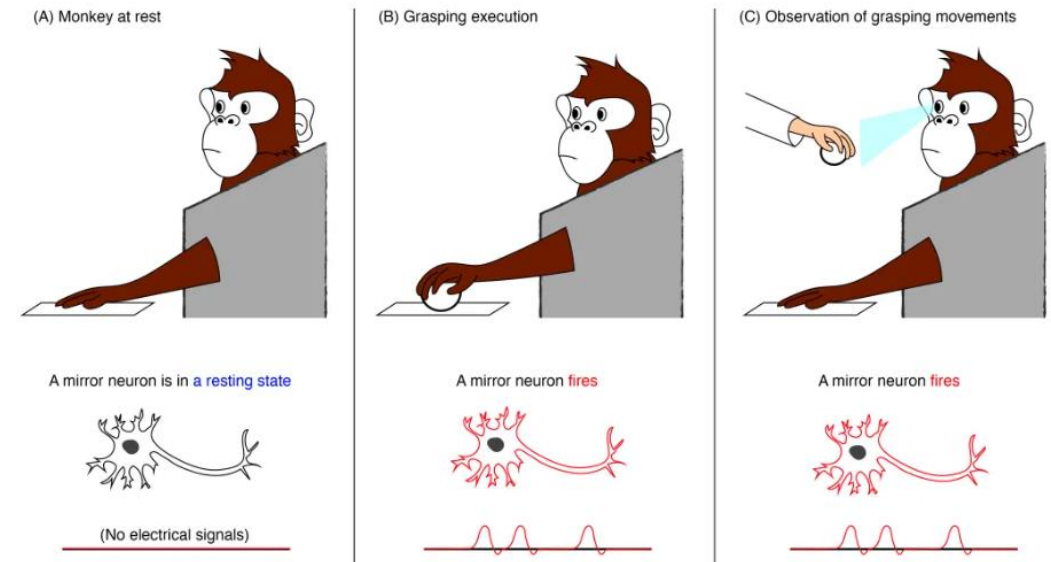 (A) Monkey at rest
(B) Grasping execution
(C) Observation of grasping movements
A mirror neuron is in a resting state
A mirror neuron fires
A mirror neuron fires
(No electrical signals)